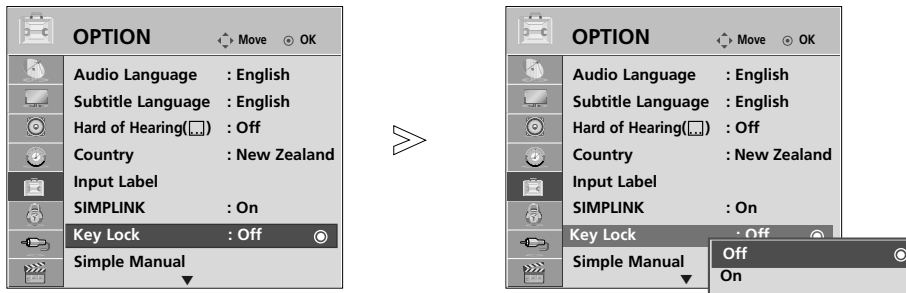 OPTION Move OK
Audio Language : English
Subtitle Language : English
Hard of Hearing( ) : Off
Country : New Zealand
Input Label
SIMPLINK : On
Key Lock : Off
Simple Manual
OPTION Move OK
Audio Language : English
Subtitle Language : English
Hard of Hearing( ) : Off
Country : New Zealand
Input Label
SIMPLINK : On
Key Lock : Off
Simple Manual
Off
On